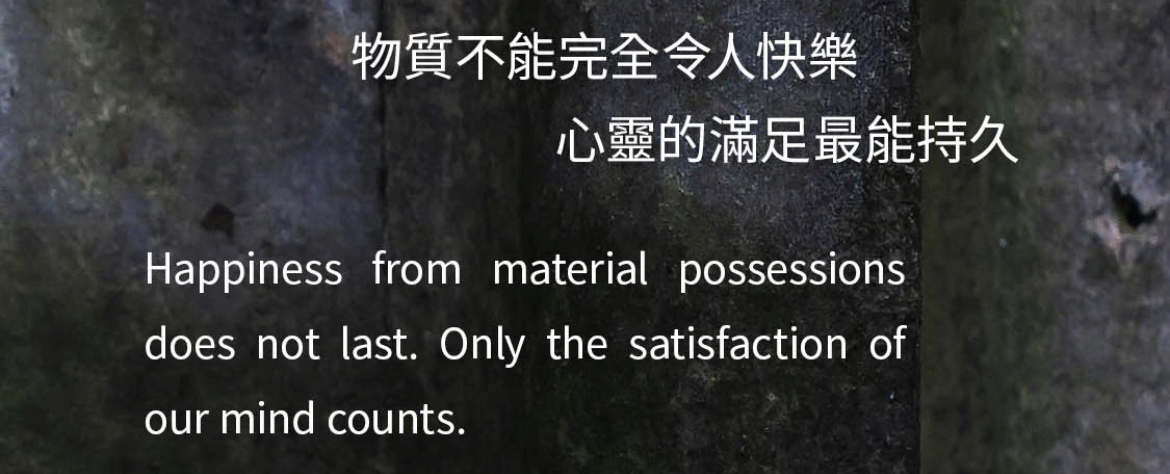 物質不能完全令人快樂
心靈的滿足最能持久
Happiness from material possessions
does not last. Only the satisfaction of
our mind counts.